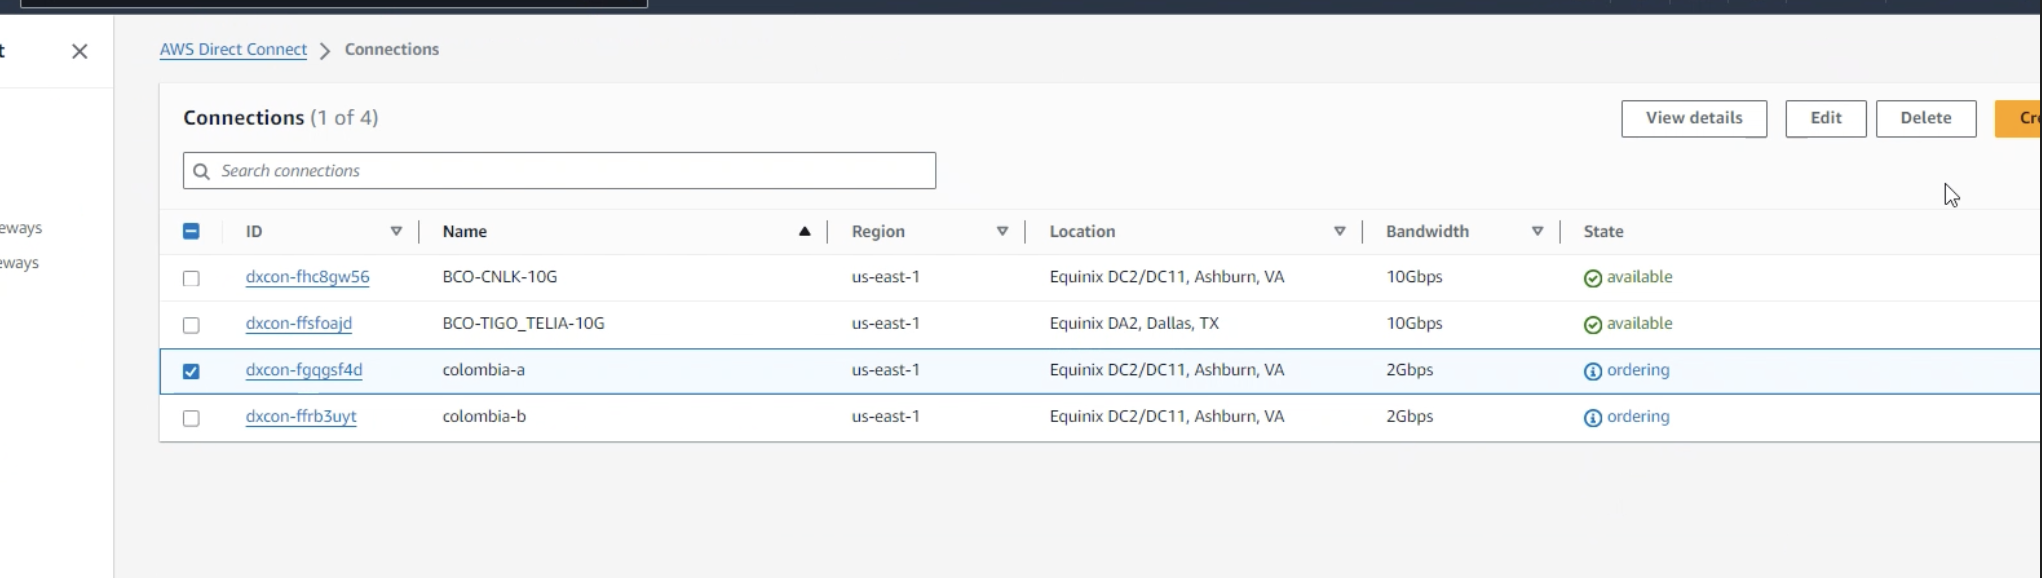 AWS Direct Connect > Connections
Connections (1 of 4)
View details
Edit
Delete
Search connections
ID Name Region Location Bandwidth State
dxcon-fhc8gw56 BCO-CNLK-10G us-east-1 Equinix DC2/DC11, Ashburn, VA 10Gbps available
eways
dxcon-ffsfoajd BCO-TIGO_TELIA-10G us-east-1 Equinix DA2, Dallas, TX 10Gbps available
eways
dxcon-fgqgsf4d colombia-a us-east-1 Equinix DC2/DC11, Ashburn, VA 2Gbps ordering
dxcon-ffrb3uyt colombia-b us-east-1 Equinix DC2/DC11, Ashburn, VA 2Gbps ordering